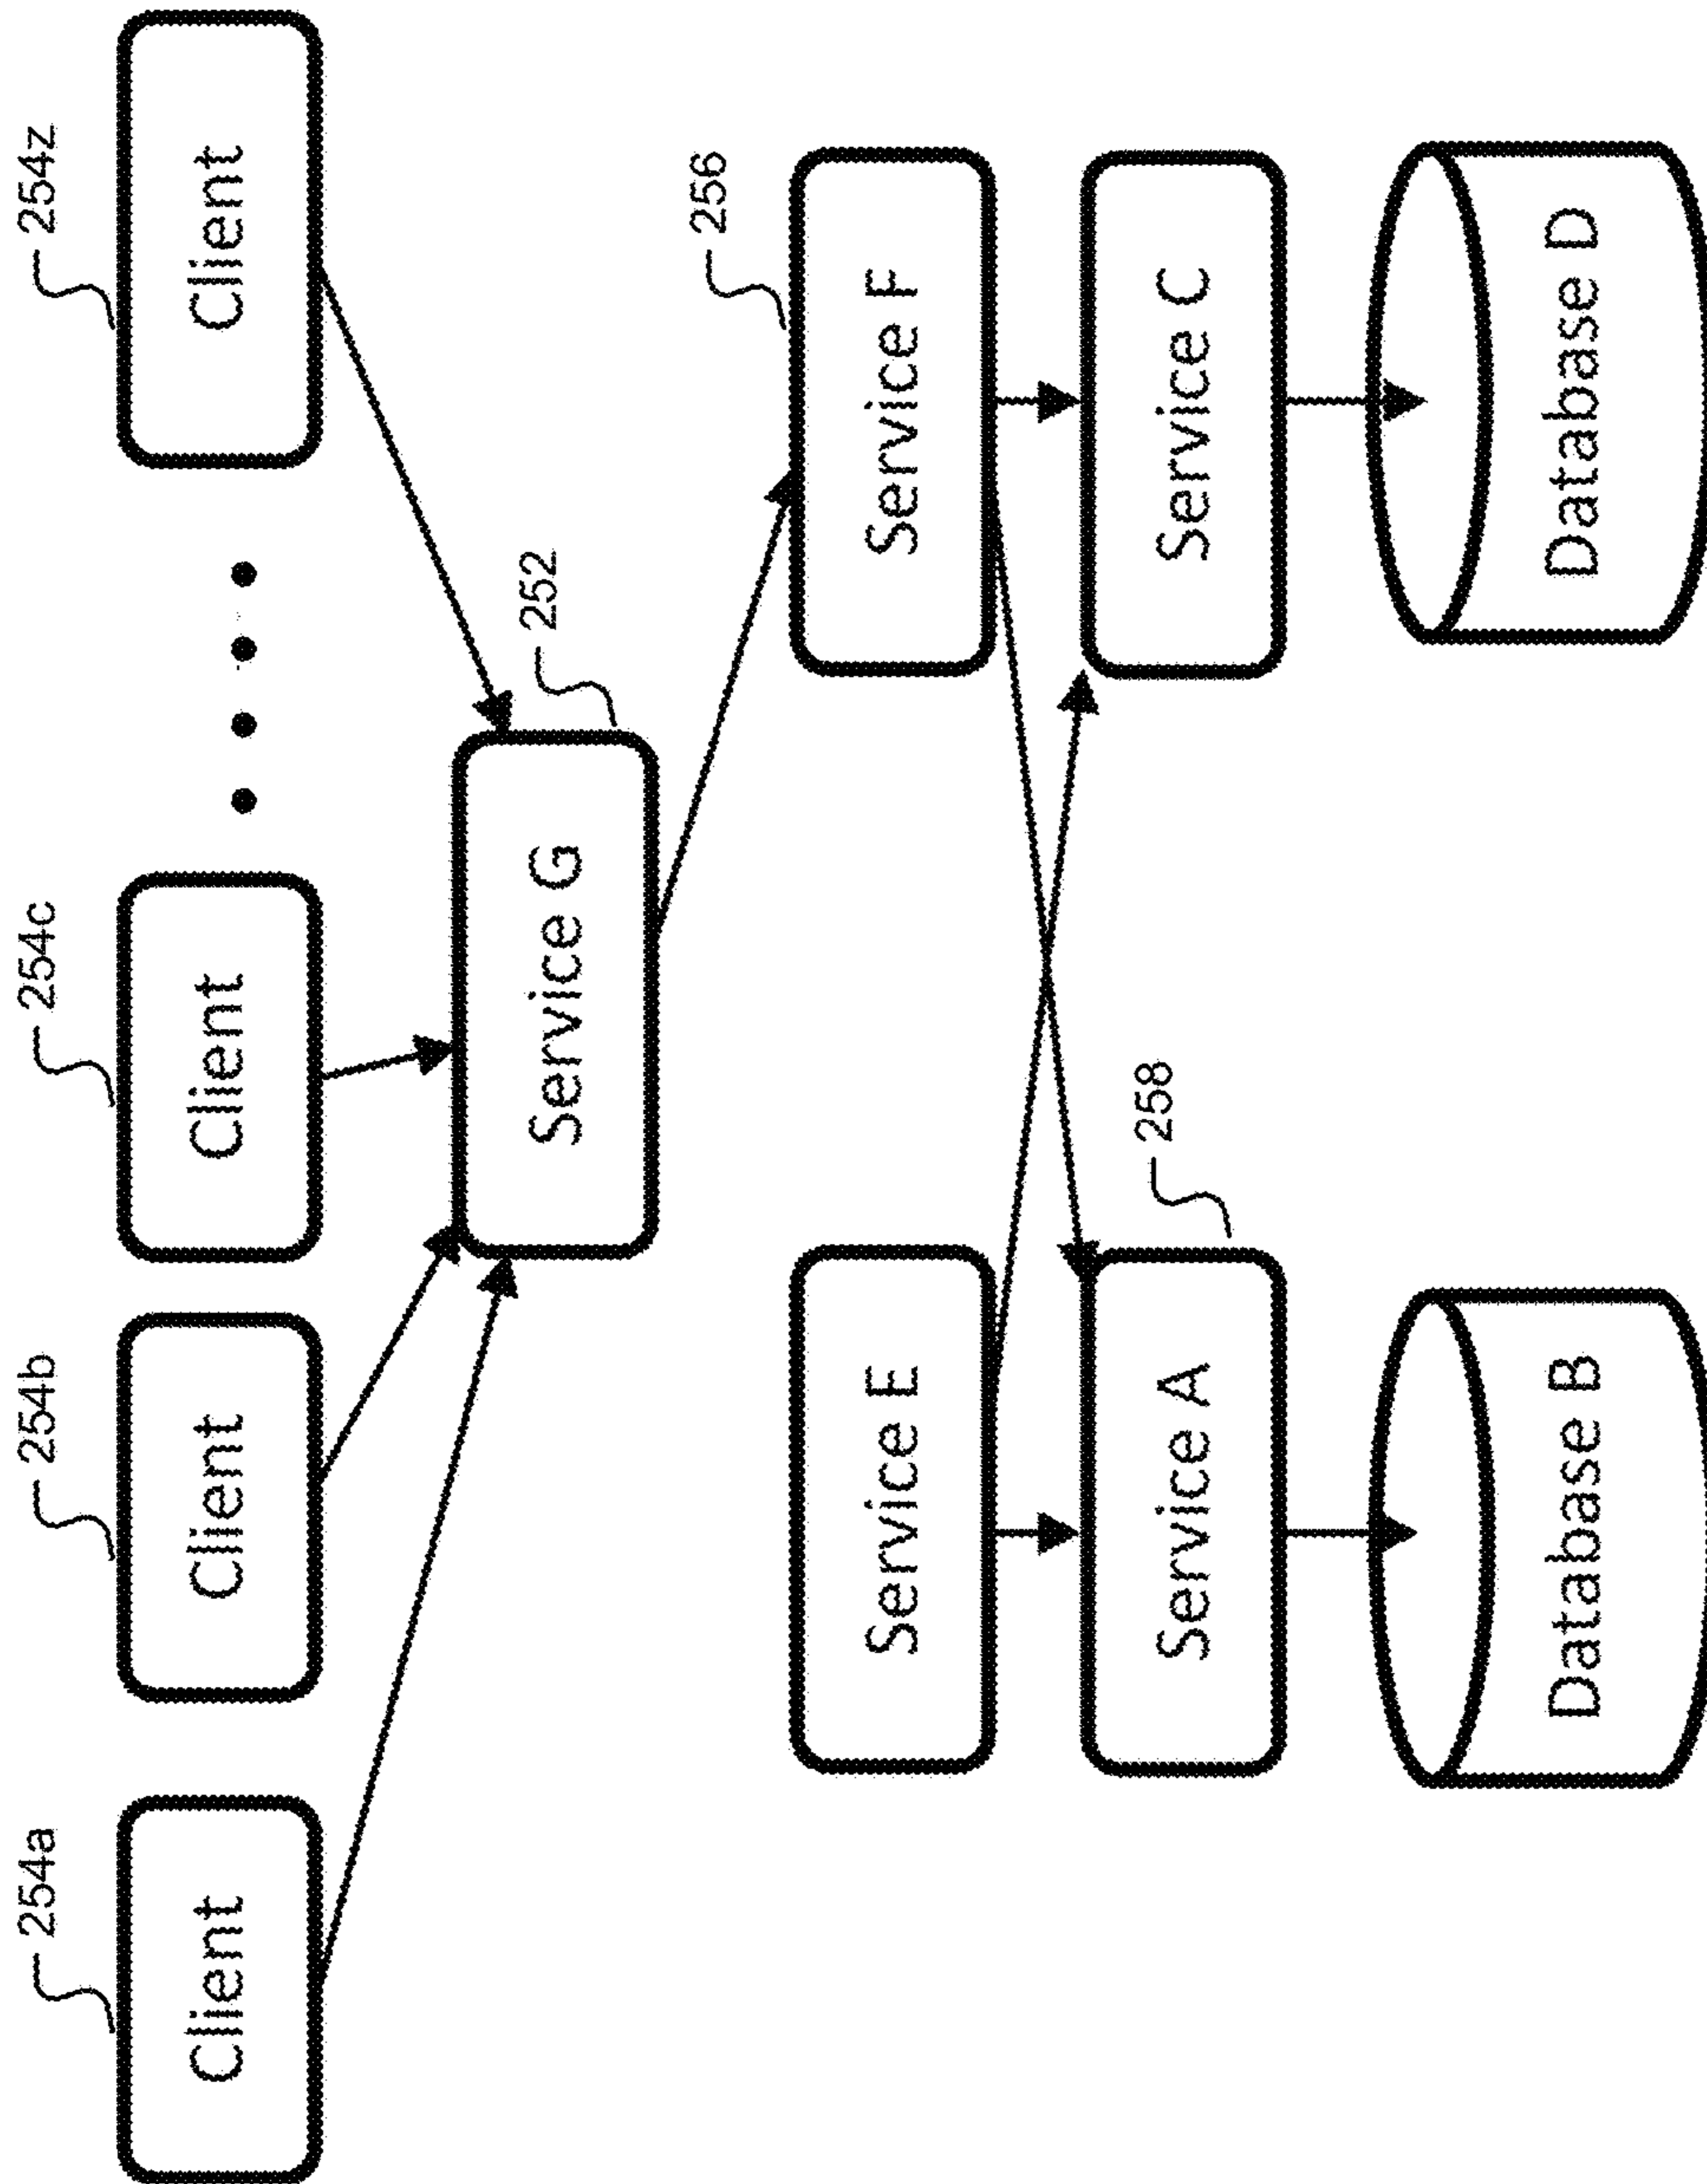 254a
254b
254c
254z
Client
Client
Client
Client
252
Service G
256
Service E
Service F
258
Service A
Service C
Database B
Database D